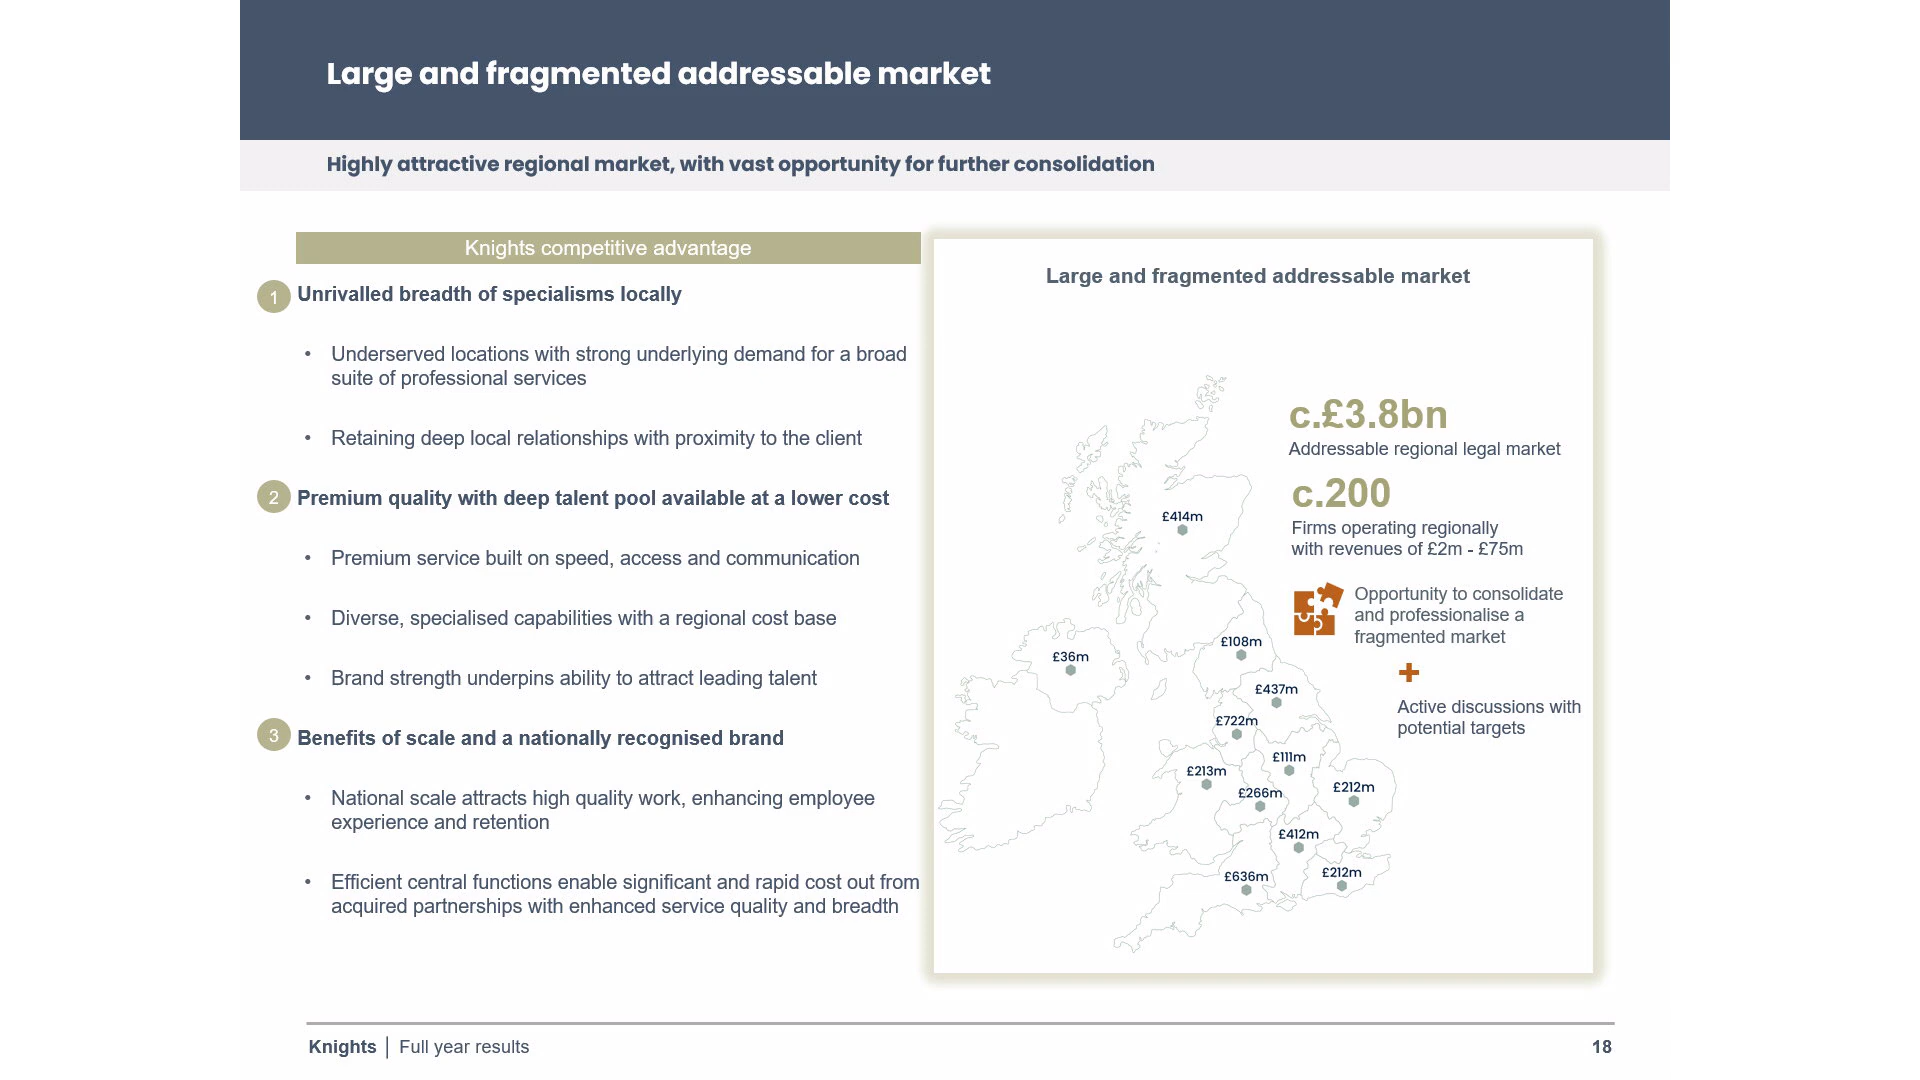 Large and fragmented addressable market
Highly attractive regional market, with vast opportunity for further consolidation
Knights competitive advantage
1 Unrivalled breadth of specialisms locally
• Underserved locations with strong underlying demand for a broad
suite of professional services
• Retaining deep local relationships with proximity to the client
2 Premium quality with deep talent pool available at a lower cost
• Premium service built on speed, access and communication
• Diverse, specialised capabilities with a regional cost base
• Brand strength underpins ability to attract leading talent
3 Benefits of scale and a nationally recognised brand
• National scale attracts high quality work, enhancing employee
experience and retention
• Efficient central functions enable significant and rapid cost out from
acquired partnerships with enhanced service quality and breadth
Large and fragmented addressable market
£414m
£108m
£36m
£437m
£722m
£111m
£213m
£212m
£266m
£412m
£212m
£636m
c.£3.8bn
Addressable regional legal market
c.200
Firms operating regionally
with revenues of £2m - £75m
Opportunity to consolidate
and professionalise a
fragmented market
+
Active discussions with
potential targets
Knights | Full year results
18